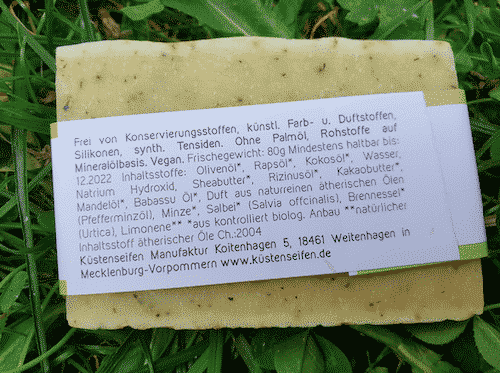 Frei von Konservierungsstoffen, künstl. Farb- u. Duftstoffen,
Silikonen, synth. Tensiden. Ohne Palmöl, Rohstoffe auf
Mineralölbasis. Vegan. Frischegewicht: 80g Mindestens haltbar bis:
12.2022 Inhaltsstoffe: Olivenöl*, Rapsöl*, Kokosöl*, Wasser,
Natrium Hydroxid, Sheabutter*, Rizinusöl*, Kakaobutter*,
Mandelöl*, Babassu Öl*, Duft aus naturreinen ätherischen Ölen
(Pfefferminzöl), Minze*, Salbei* (Salvia offcinalis), Brennessel*
(Urtica), Limonene** *aus kontrolliert biolog. Anbau **natürlicher
Inhaltsstoff ätherischer Öle Ch.:2004
Küstenseifen Manufaktur Koitenhagen 5, 18461 Weitenhagen in
Mecklenburg-Vorpommern www.küstenseifen.de